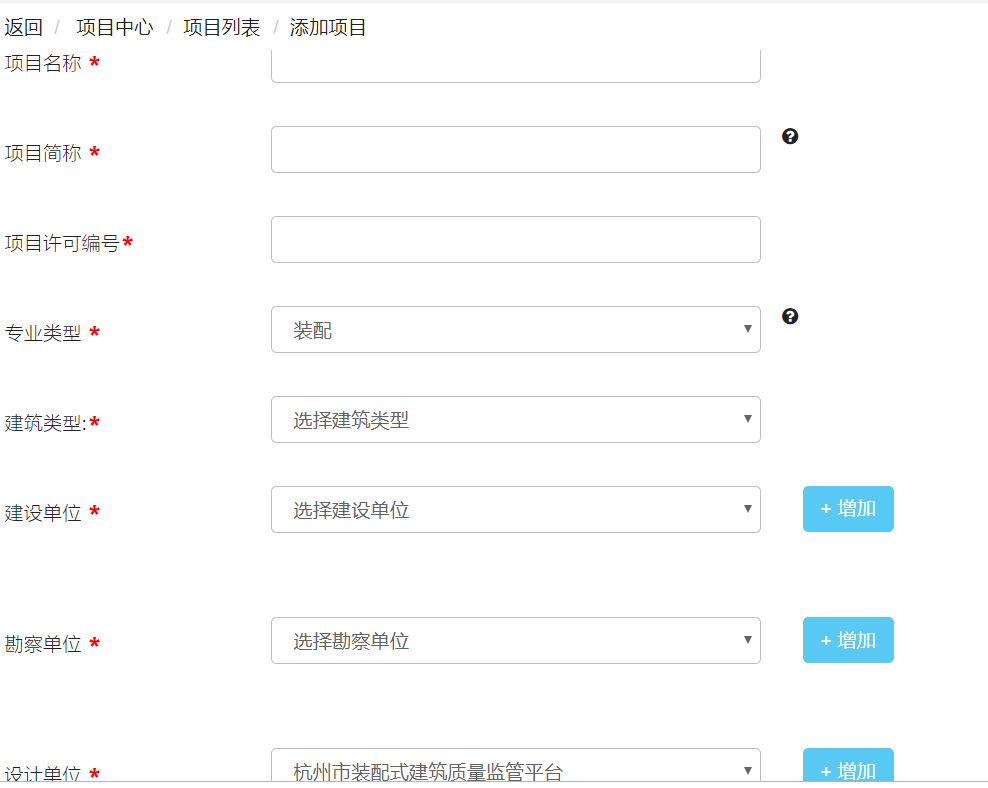 返回 / 项目中心 / 项目列表 / 添加项目
项目名称 *
项目简称 *
项目许可编号*
专业类型 * 装配
建筑类型:* 选择建筑类型
建设单位 * 选择建设单位 + 增加
勘察单位 * 选择勘察单位 + 增加
设计单位 * 杭州市装配式建筑质量监管平台 + 增加